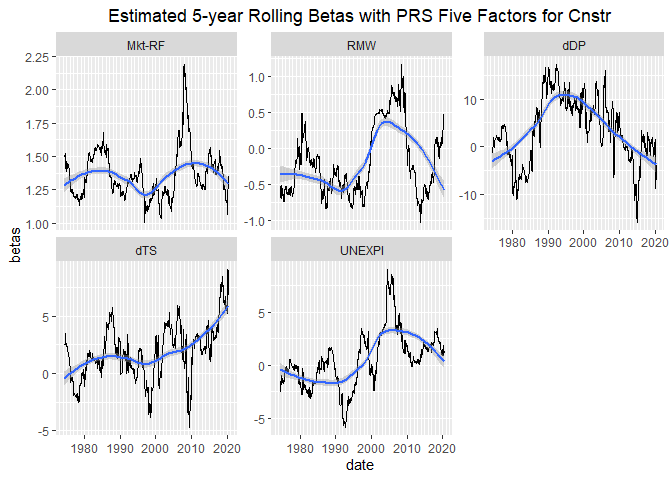 Estimated 5-year Rolling Betas with PRS Five Factors for Cnstr
Mkt-RF
RMW
dDP
2.25
2.00
1.75
1.50
1.25
1.00
1.0
0.5
0.0
-0.5
-1.0
10
0
-10
1980 1990 2000 2010 2020
betas
dTS
UNEXPI
5
0
-5
5
0
-5
1980 1990 2000 2010 2020
1980 1990 2000 2010 2020
date